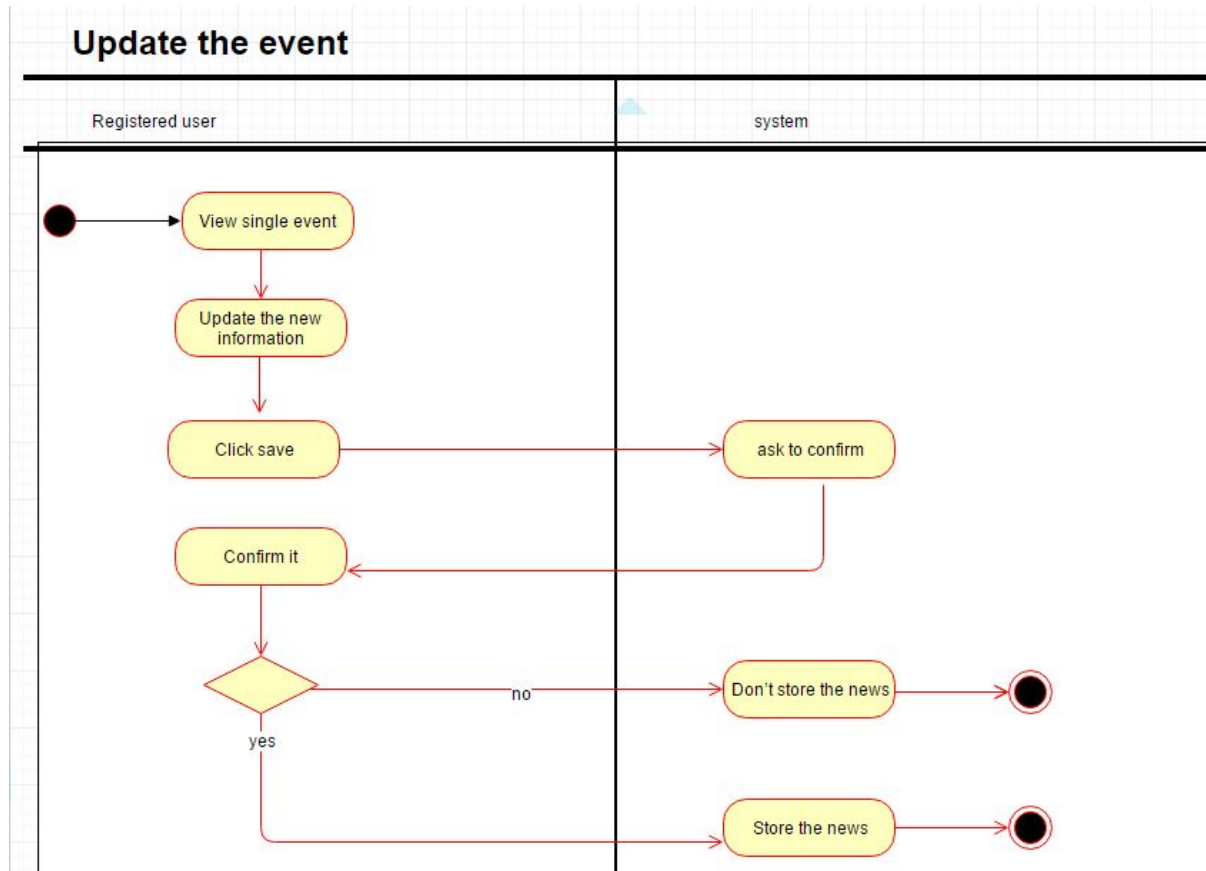 Update the event
Registered user
system
View single event
Update the new
information
Click save
ask to confirm
Confirm it
no
Don't store the news
yes
Store the news